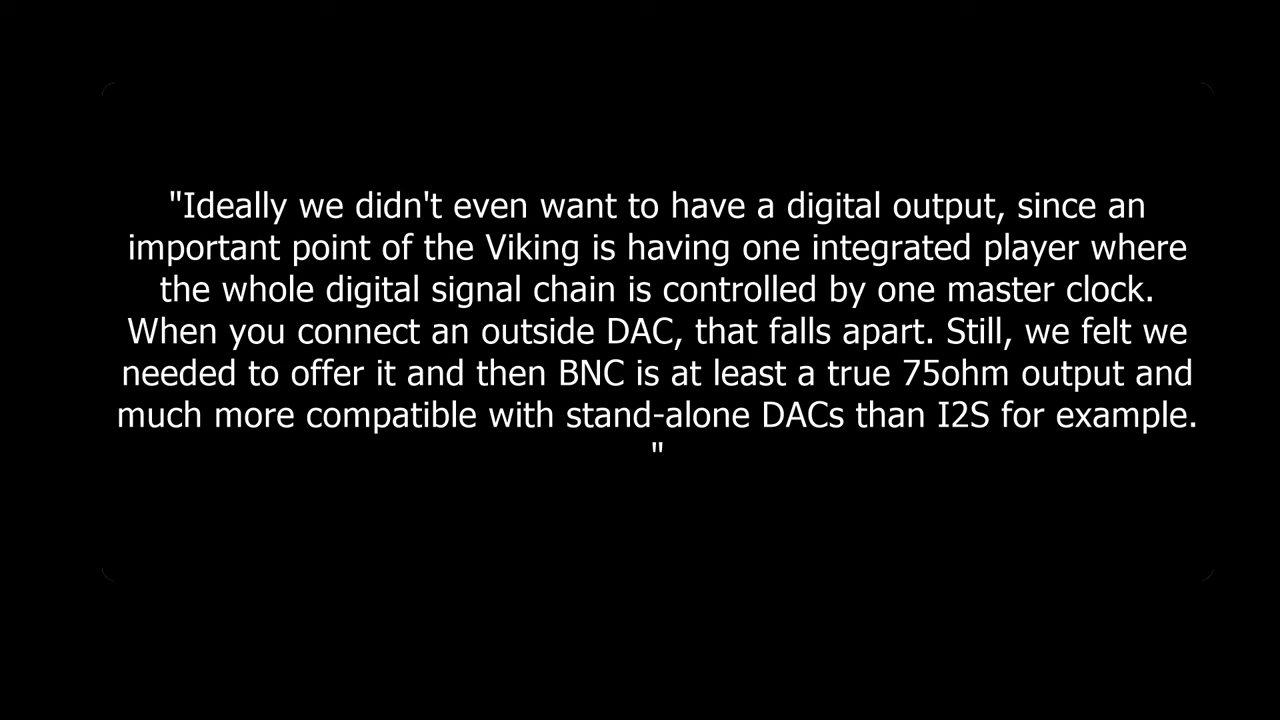 "Ideally we didn't even want to have a digital output, since an
important point of the Viking is having one integrated player where
the whole digital signal chain is controlled by one master clock.
When you connect an outside DAC, that falls apart. Still, we felt we
needed to offer it and then BNC is at least a true 75ohm output and
much more compatible with stand-alone DACs than I2S for example.
"